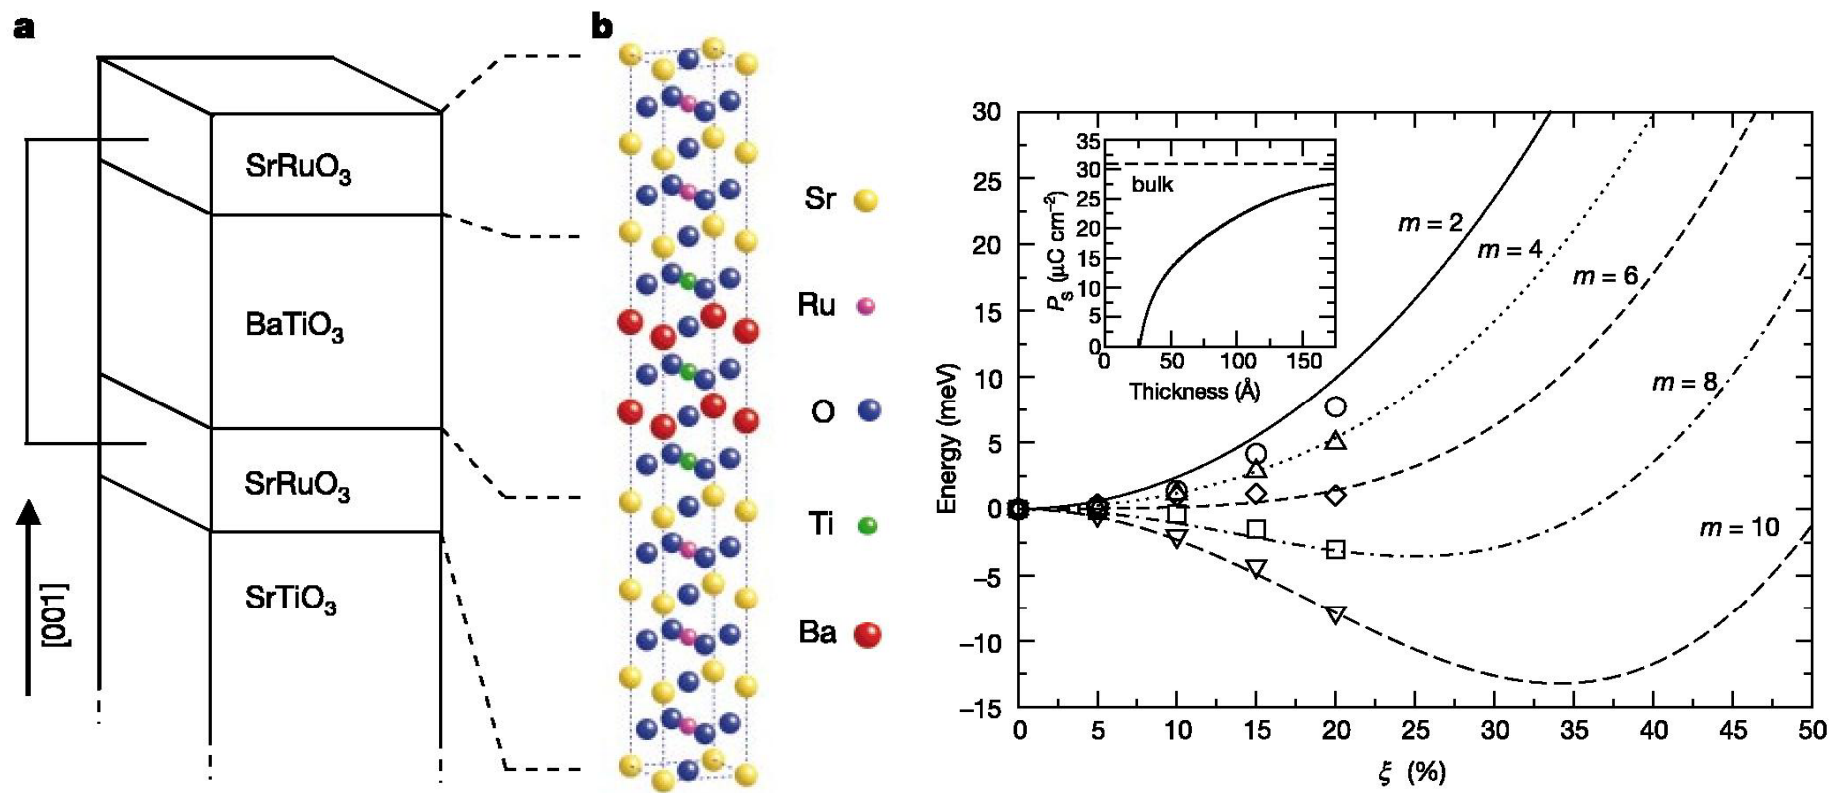 a
SrRuO₃
BaTiO₃
SrRuO₃
SrTiO₃
[001]
b
Sr
Ru
O
Ti
Ba
30
25
20
15
10
5
0
–5
–10
–15
Energy (meV)
0 5 10 15 20 25 30 35 40 45 50
ξ (%)
m = 2
m = 4
m = 6
m = 8
m = 10
35
30
25
20
15
10
5
0
Pₛ (μC cm⁻²)
bulk
0 50 100 150
Thickness (Å)